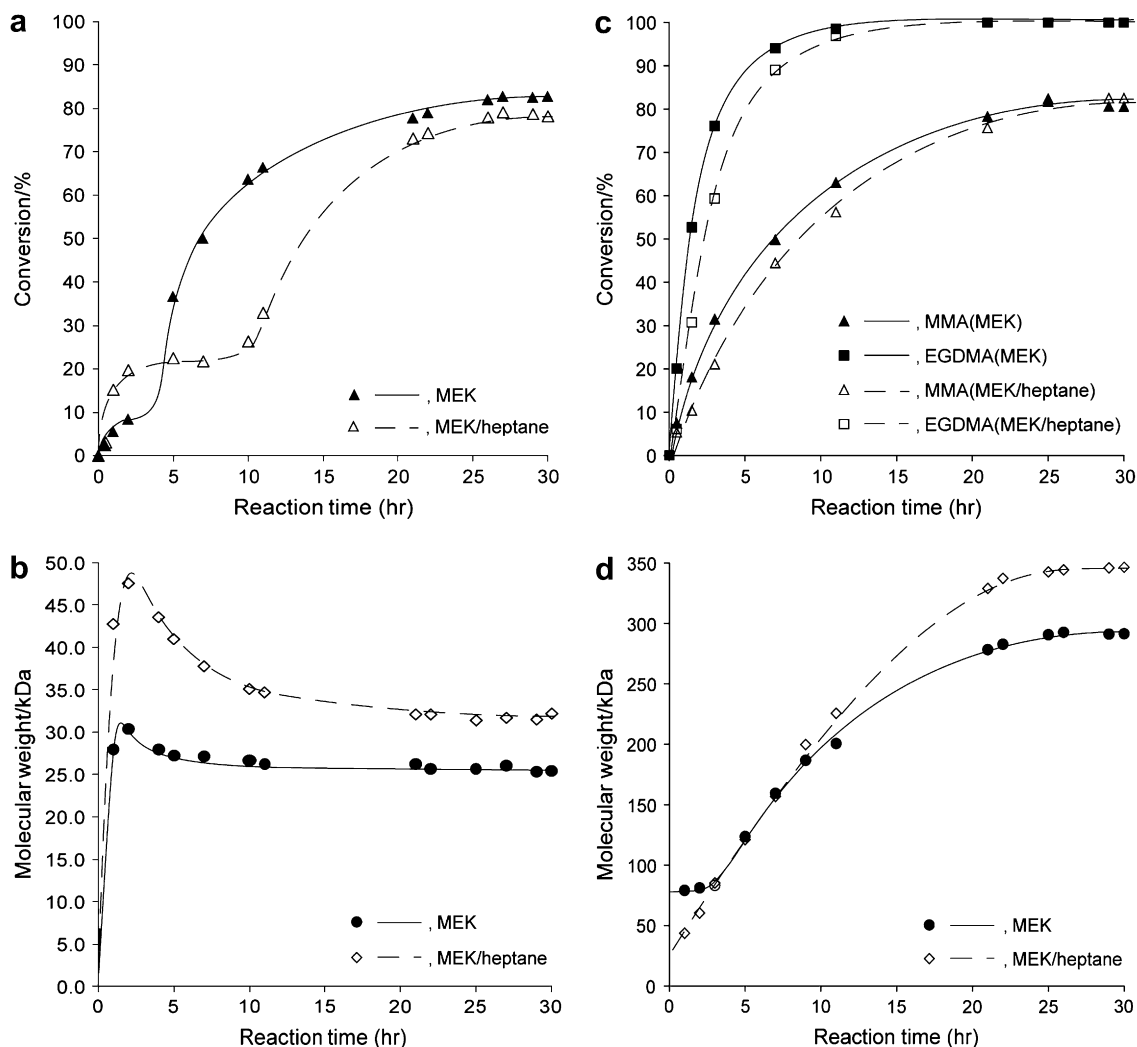 a
100
90
80
70
60
50
40
30
20
10
0
Conversion/%
0 5 10 15 20 25 30
Reaction time (hr)
, MEK
, MEK/heptane
c
100
90
80
70
60
50
40
30
20
10
0
Conversion/%
0 5 10 15 20 25 30
Reaction time (hr)
, MMA(MEK)
, EGDMA(MEK)
, MMA(MEK/heptane)
, EGDMA(MEK/heptane)
b
50.0
45.0
40.0
35.0
30.0
25.0
20.0
15.0
10.0
5.0
0.0
Molecular weight/kDa
0 5 10 15 20 25 30
Reaction time (hr)
, MEK
, MEK/heptane
d
350
300
250
200
150
100
50
0
Molecular weight/kDa
0 5 10 15 20 25 30
Reaction time (hr)
, MEK
, MEK/heptane